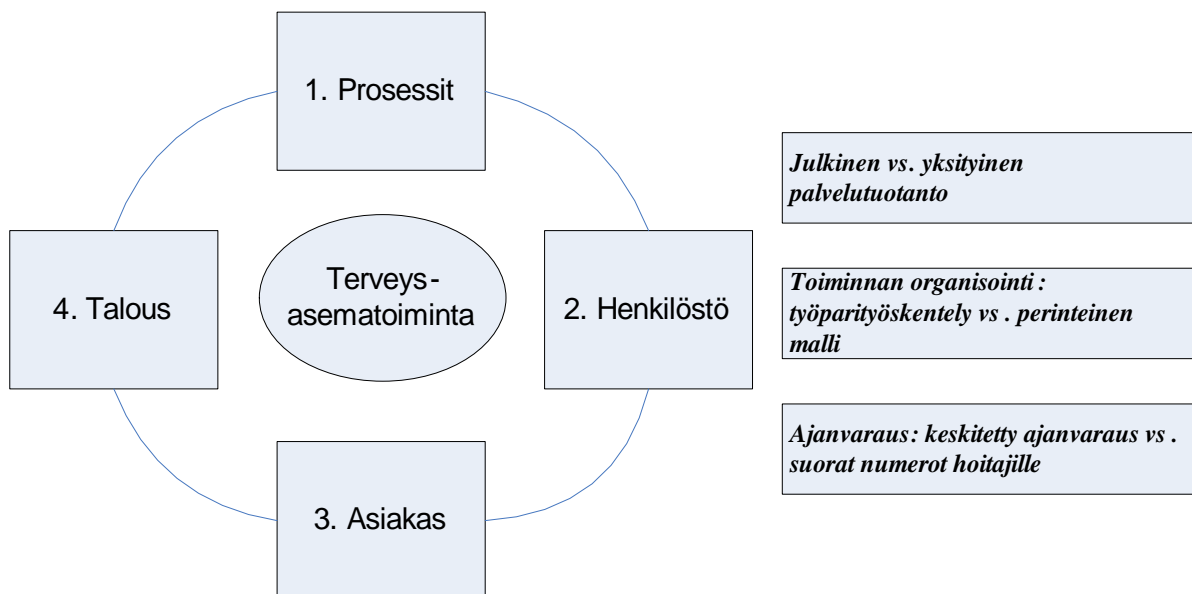 1. Prosessit
Julkinen vs. yksityinen
palvelutuotanto
4. Talous
Terveys-
asematoiminta
2. Henkilöstö
Toiminnan organisointi :
työparityöskentely vs . perinteinen
malli
Ajanvaraus: keskitetty ajanvaraus vs .
suorat numerot hoitajille
3. Asiakas